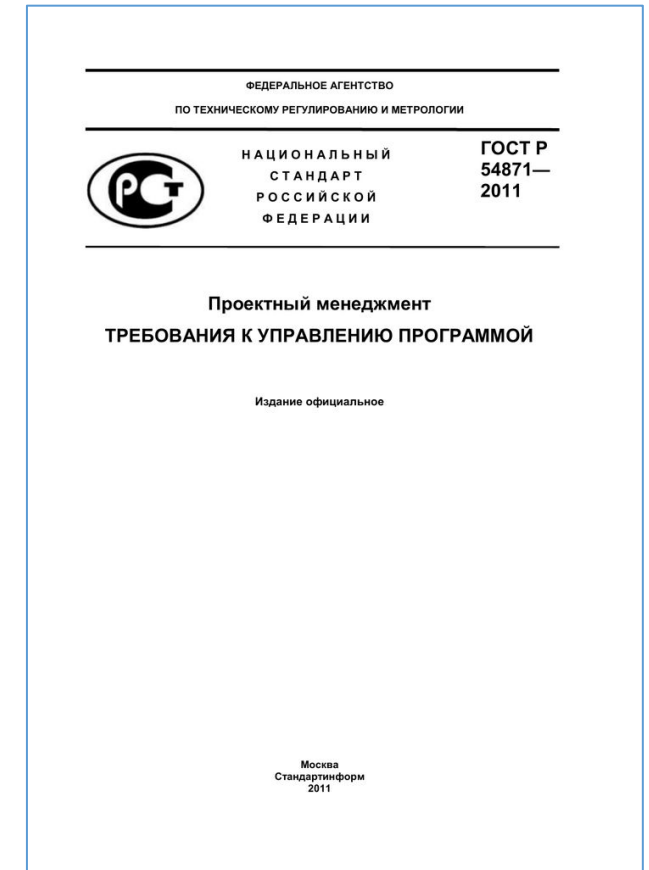 ФЕДЕРАЛЬНОЕ АГЕНТСТВО
ПО ТЕХНИЧЕСКОМУ РЕГУЛИРОВАНИЮ И МЕТРОЛОГИИ
РСТ
НАЦИОНАЛЬНЫЙ
СТАНДАРТ
РОССИЙСКОЙ
ФЕДЕРАЦИИ
ГОСТ Р
54871—
2011
Проектный менеджмент
ТРЕБОВАНИЯ К УПРАВЛЕНИЮ ПРОГРАММОЙ
Издание официальное
Москва
Стандартинформ
2011